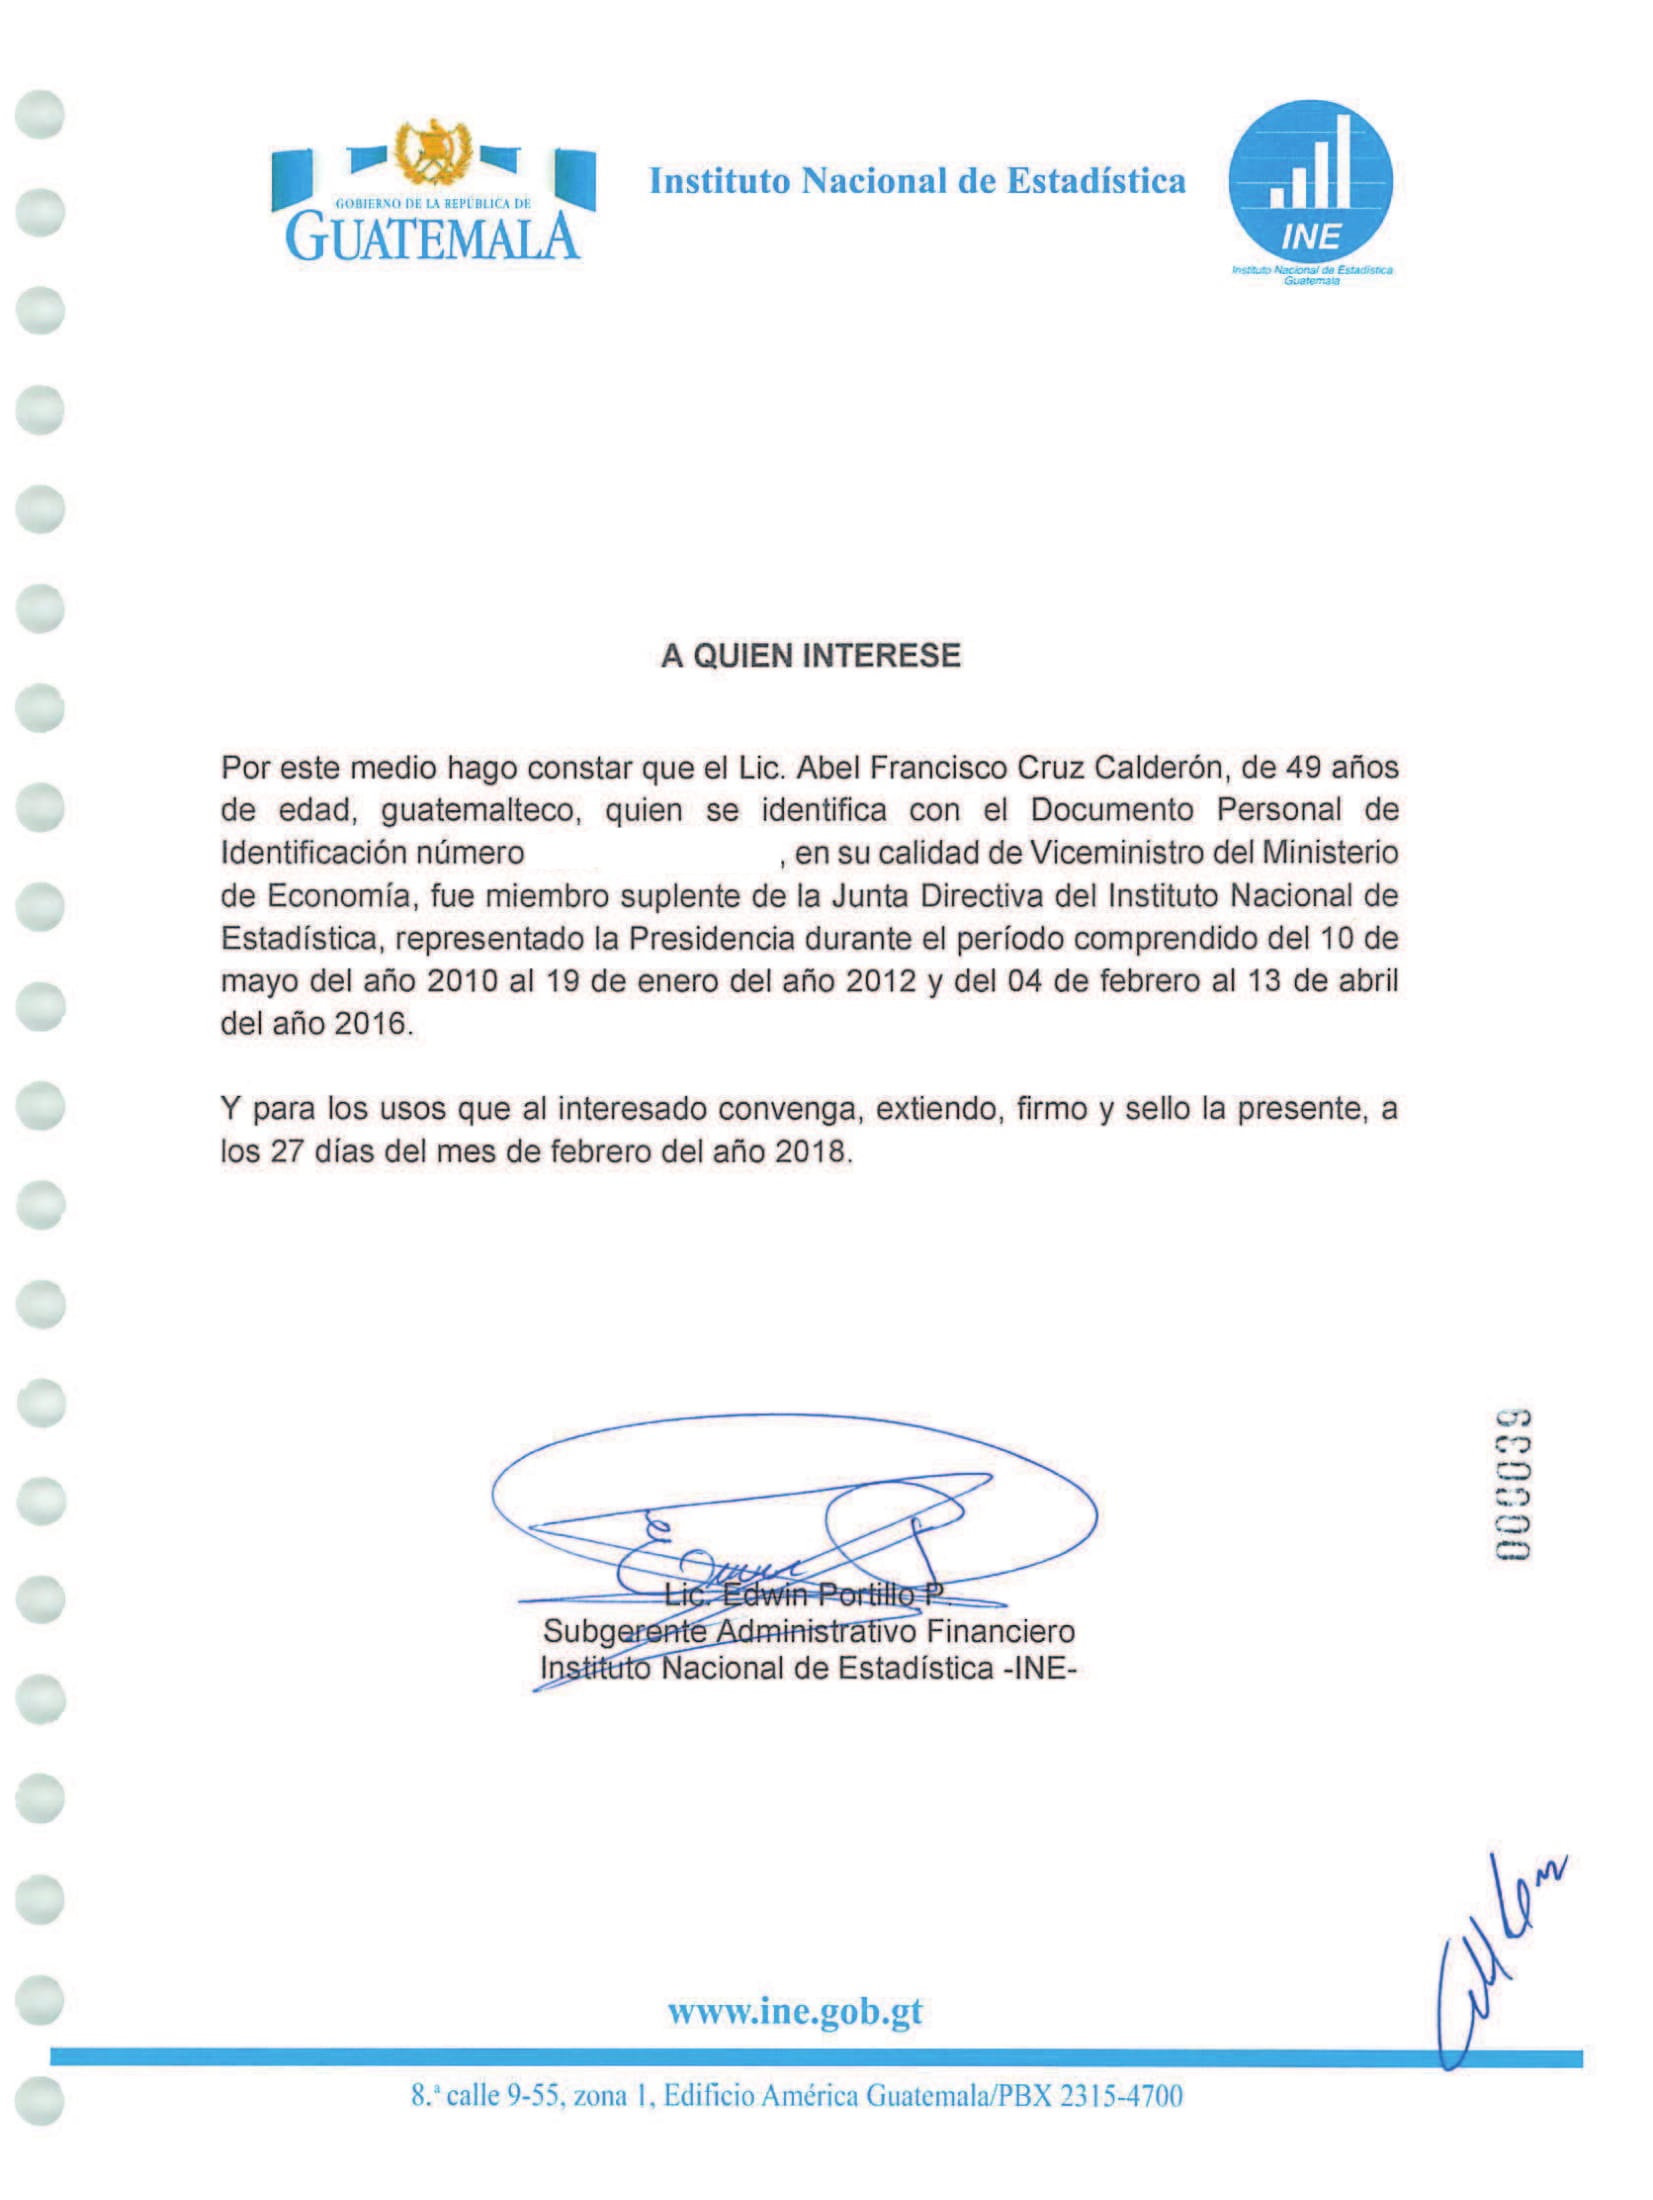 GOBIERNO DE LA REPÚBLICA DE
GUATEMALA
Instituto Nacional de Estadística
INE
Instituto Nacional de Estadística
Guatemala
A QUIEN INTERESE
Por este medio hago constar que el Lic. Abel Francisco Cruz Calderón, de 49 años
de edad, guatemalteco, quien se identifica con el Documento Personal de
Identificación número , en su calidad de Viceministro del Ministerio
de Economía, fue miembro suplente de la Junta Directiva del Instituto Nacional de
Estadística, representado la Presidencia durante el período comprendido del 10 de
mayo del año 2010 al 19 de enero del año 2012 y del 04 de febrero al 13 de abril
del año 2016.
Y para los usos que al interesado convenga, extiendo, firmo y sello la presente, a
los 27 días del mes de febrero del año 2018.
Lic. Edwin Portillo P.
Subgerente Administrativo Financiero
Instituto Nacional de Estadística -INE-
000039
www.ine.gob.gt
8.ª calle 9-55, zona 1, Edificio América Guatemala/PBX 2315-4700